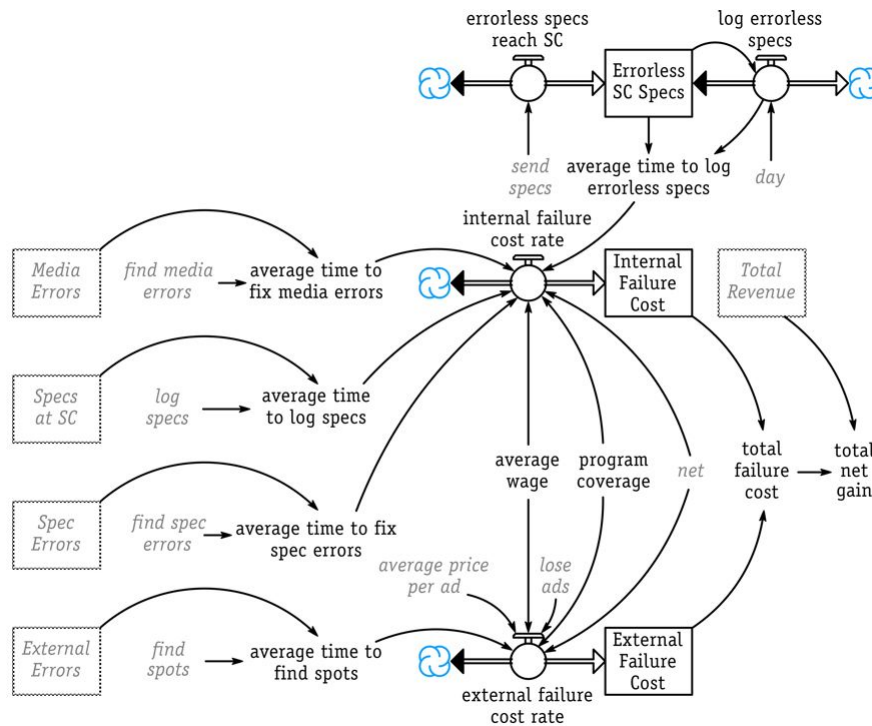 errorless specs
reach SC
log errorless
specs
Errorless
SC Specs
send
specs
average time to log
errorless specs
day
internal failure
cost rate
Media
Errors
find media
errors
average time to
fix media errors
Internal
Failure
Cost
Total
Revenue
Specs
at SC
log
specs
average time
to log specs
average
wage
program
coverage
net
total
failure
cost
total
net
gain
Spec
Errors
find spec
errors
average time to fix
spec errors
average price
per ad
lose
ads
External
Errors
find
spots
average time to
find spots
External
Failure
Cost
external failure
cost rate